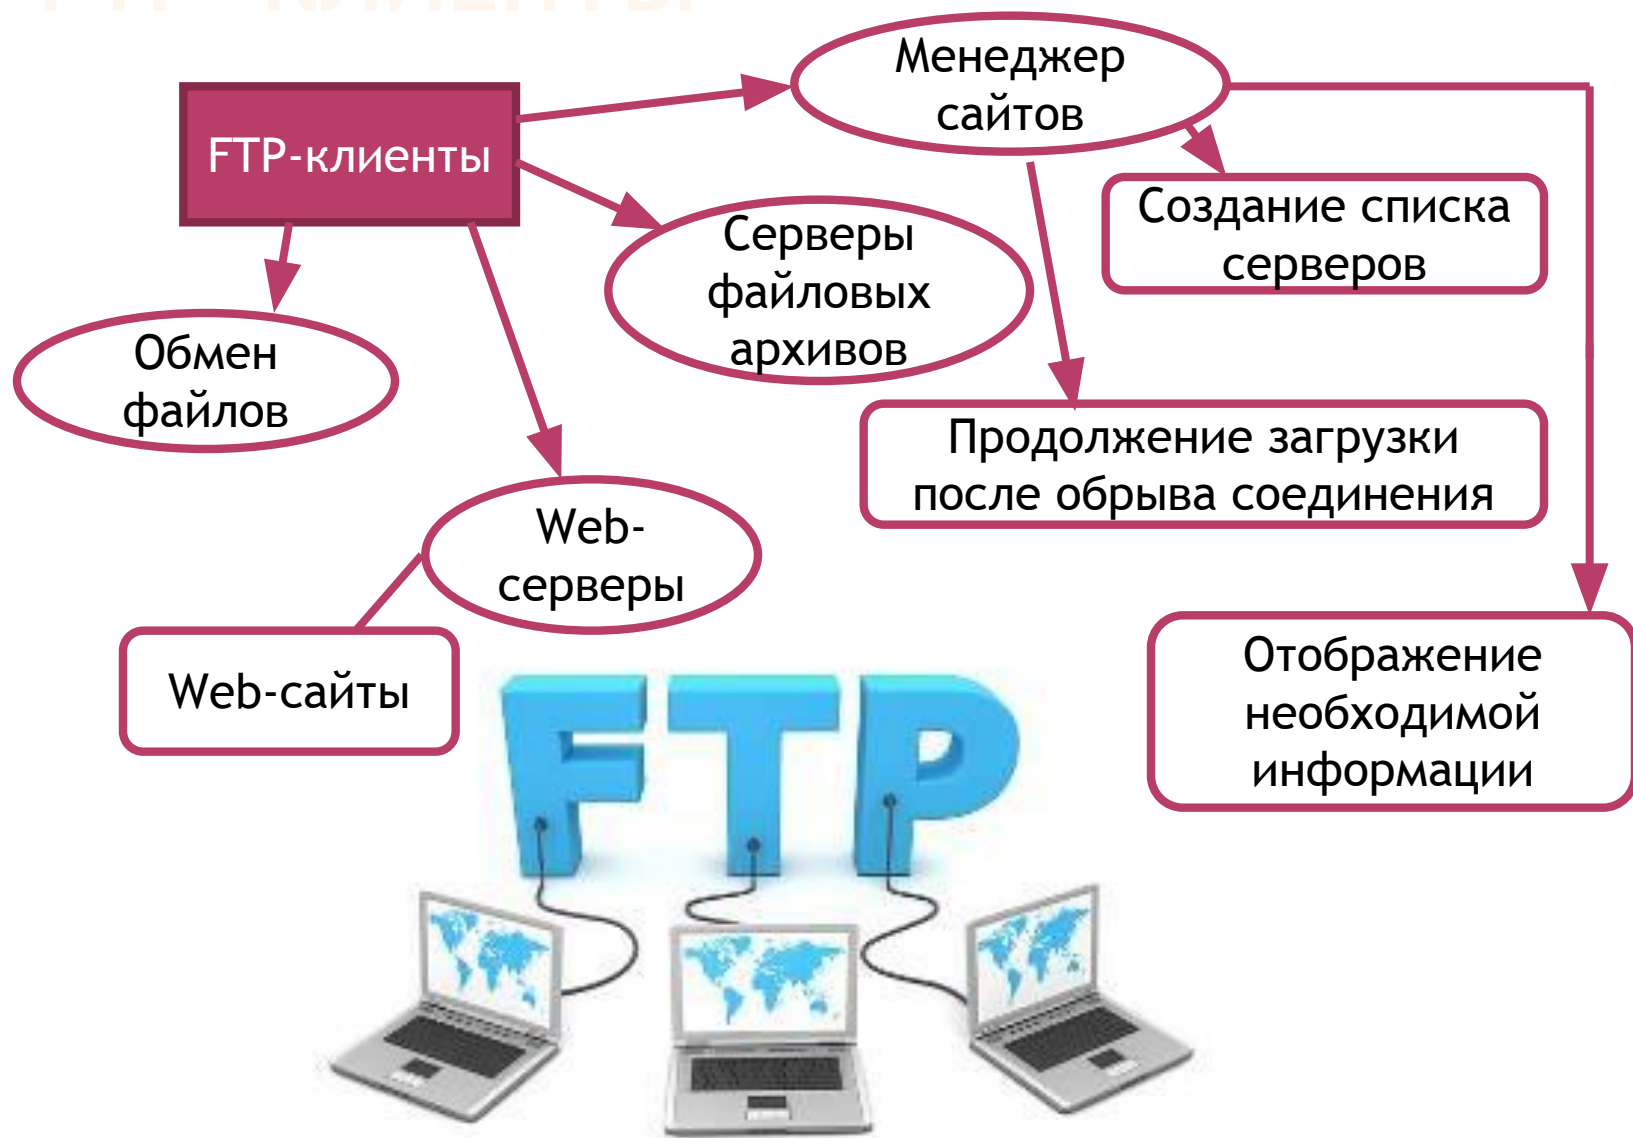 FTP-клиенты
Менеджер
сайтов
Серверы
файловых
архивов
Создание списка
серверов
Обмен
файлов
Продолжение загрузки
после обрыва соединения
Web-
серверы
Web-сайты
Отображение
необходимой
информации
FTP